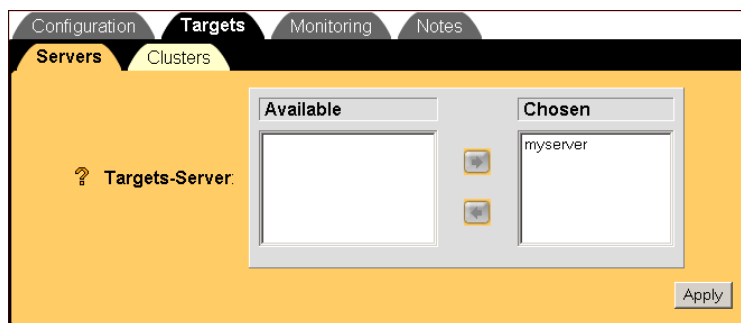 Configuration Targets Monitoring Notes
Servers Clusters
Available Chosen
myserver
? Targets-Server:
Apply